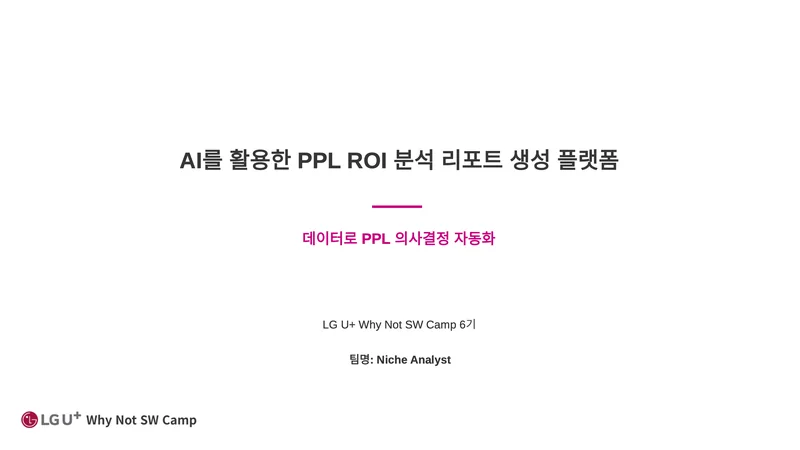 AI를 활용한 PPL ROI 분석 리포트 생성 플랫폼
데이터로 PPL 의사결정 자동화
LG U+ Why Not SW Camp 6기
팀명: Niche Analyst
LG U+ Why Not SW Camp